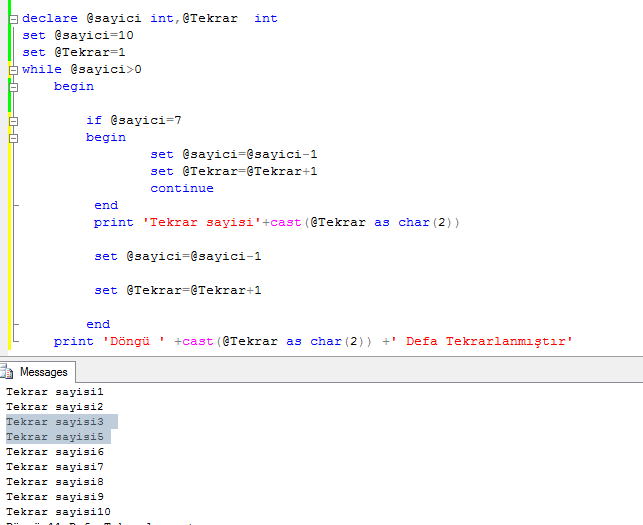 declare @sayici int,@Tekrar  int
set @sayici=10
set @Tekrar=1
while @sayici>0
begin
if @sayici=7
begin
set @sayici=@sayici-1
set @Tekrar=@Tekrar+1
continue
end
print 'Tekrar sayisi'+cast(@Tekrar as char(2))
set @sayici=@sayici-1
set @Tekrar=@Tekrar+1
end
print 'Döngü ' +cast(@Tekrar as char(2)) +' Defa Tekrarlanmıştır'
Messages
Tekrar sayisi1
Tekrar sayisi2
Tekrar sayisi3
Tekrar sayisi5
Tekrar sayisi6
Tekrar sayisi7
Tekrar sayisi8
Tekrar sayisi9
Tekrar sayisi10